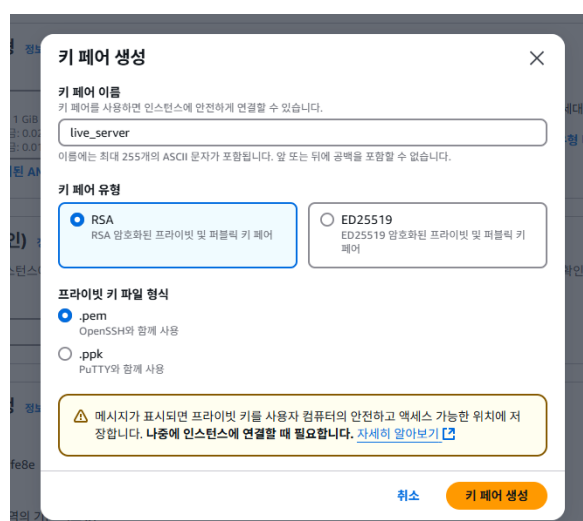 키 페어 생성
키 페어 이름
키 페어를 사용하면 인스턴스에 안전하게 연결할 수 있습니다.
live_server
이름에는 최대 255개의 ASCII 문자가 포함됩니다. 앞 또는 뒤에 공백을 포함할 수 없습니다.
키 페어 유형
RSA
RSA 암호화된 프라이빗 및 퍼블릭 키 페어
ED25519
ED25519 암호화된 프라이빗 및 퍼블릭 키
페어
프라이빗 키 파일 형식
.pem
OpenSSH와 함께 사용
.ppk
PuTTY와 함께 사용
메시지가 표시되면 프라이빗 키를 사용자 컴퓨터의 안전하고 액세스 가능한 위치에 저
장합니다. 나중에 인스턴스에 연결할 때 필요합니다. 자세히 알아보기
취소
키 페어 생성
1 GiB
fe8e